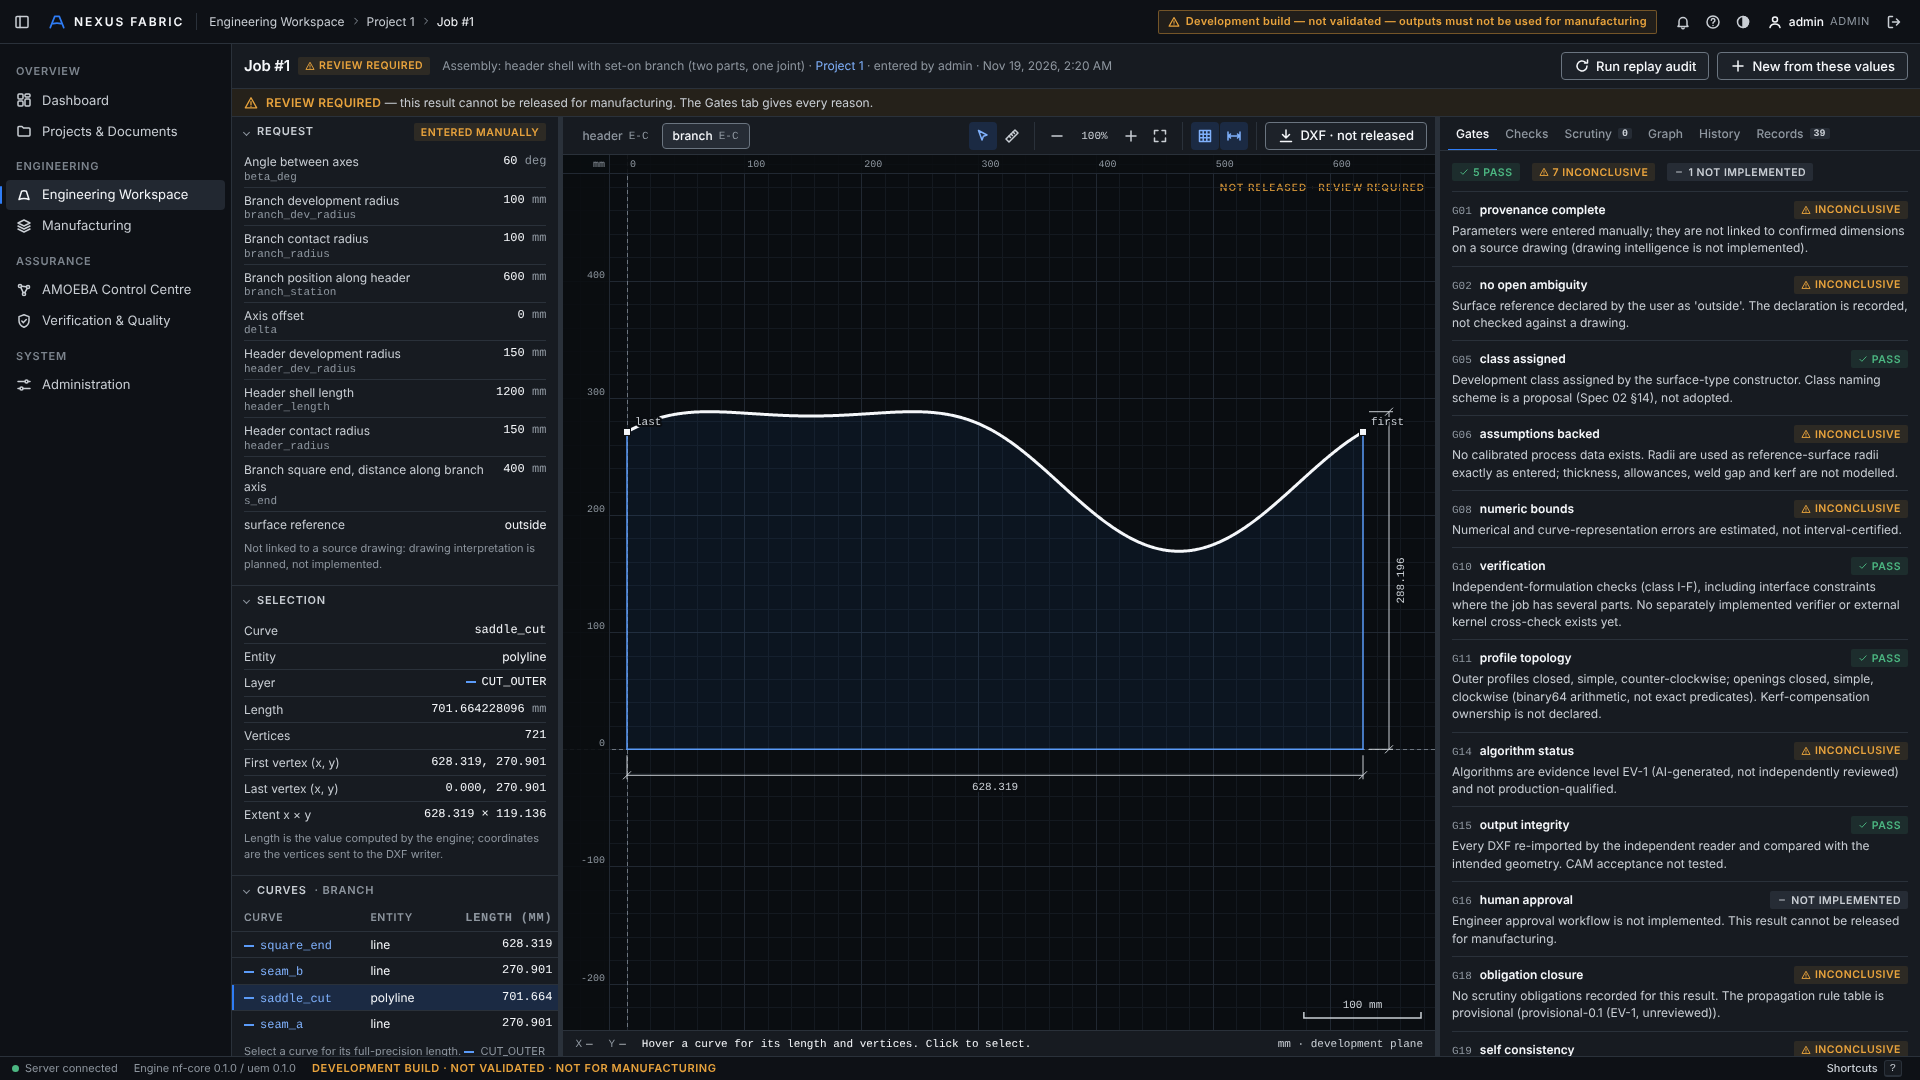 NEXUS FABRIC
Engineering Workspace > Project 1 > Job #1
Development build — not validated — outputs must not be used for manufacturing
admin ADMIN
OVERVIEW
Dashboard
Projects & Documents
ENGINEERING
Engineering Workspace
Manufacturing
ASSURANCE
AMOEBA Control Centre
Verification & Quality
SYSTEM
Administration
Job #1
REVIEW REQUIRED
Assembly: header shell with set-on branch (two parts, one joint) · Project 1 · entered by admin · Nov 19, 2026, 2:20 AM
Run replay audit
New from these values
REVIEW REQUIRED — this result cannot be released for manufacturing. The Gates tab gives every reason.
REQUEST
ENTERED MANUALLY
Angle between axes 60 deg
beta_deg
Branch development radius 100 mm
branch_dev_radius
Branch contact radius 100 mm
branch_radius
Branch position along header 600 mm
branch_station
Axis offset 0 mm
delta
Header development radius 150 mm
header_dev_radius
Header shell length 1200 mm
header_length
Header contact radius 150 mm
header_radius
Branch square end, distance along branch 400 mm
axis
s_end
surface reference outside
Not linked to a source drawing: drawing interpretation is
planned, not implemented.
SELECTION
Curve saddle_cut
Entity polyline
Layer CUT_OUTER
Length 701.664228096 mm
Vertices 721
First vertex (x, y) 628.319, 270.901
Last vertex (x, y) 0.000, 270.901
Extent x × y 628.319 × 119.136
Length is the value computed by the engine; coordinates
are the vertices sent to the DXF writer.
CURVES · BRANCH
CURVE ENTITY LENGTH (MM)
square_end line 628.319
seam_b line 270.901
saddle_cut polyline 701.664
seam_a line 270.901
Select a curve for its full-precision length. CUT_OUTER
header E-C
branch E-C
100%
DXF · not released
mm 0 100 200 300 400 500 600
NOT RELEASED · REVIEW REQUIRED
400
300
200
100
0
-100
-200
last
first
288.196
628.319
100 mm
X — Y — Hover a curve for its length and vertices. Click to select.
mm · development plane
Gates Checks Scrutiny 0 Graph History Records 39
5 PASS
7 INCONCLUSIVE
1 NOT IMPLEMENTED
G01 provenance complete INCONCLUSIVE
Parameters were entered manually; they are not linked to confirmed dimensions
on a source drawing (drawing intelligence is not implemented).
G02 no open ambiguity INCONCLUSIVE
Surface reference declared by the user as 'outside'. The declaration is recorded,
not checked against a drawing.
G05 class assigned PASS
Development class assigned by the surface-type constructor. Class naming
scheme is a proposal (Spec 02 §14), not adopted.
G06 assumptions backed INCONCLUSIVE
No calibrated process data exists. Radii are used as reference-surface radii
exactly as entered; thickness, allowances, weld gap and kerf are not modelled.
G08 numeric bounds INCONCLUSIVE
Numerical and curve-representation errors are estimated, not interval-certified.
G10 verification PASS
Independent-formulation checks (class I-F), including interface constraints
where the job has several parts. No separately implemented verifier or external
kernel cross-check exists yet.
G11 profile topology PASS
Outer profiles closed, simple, counter-clockwise; openings closed, simple,
clockwise (binary64 arithmetic, not exact predicates). Kerf-compensation
ownership is not declared.
G14 algorithm status INCONCLUSIVE
Algorithms are evidence level EV-1 (AI-generated, not independently reviewed)
and not production-qualified.
G15 output integrity PASS
Every DXF re-imported by the independent reader and compared with the
intended geometry. CAM acceptance not tested.
G16 human approval NOT IMPLEMENTED
Engineer approval workflow is not implemented. This result cannot be released
for manufacturing.
G18 obligation closure INCONCLUSIVE
No scrutiny obligations recorded for this result. The propagation rule table is
provisional (provisional-0.1 (EV-1, unreviewed)).
G19 self consistency INCONCLUSIVE
Server connected Engine nf-core 0.1.0 / uem 0.1.0 DEVELOPMENT BUILD · NOT VALIDATED · NOT FOR MANUFACTURING
Shortcuts ?